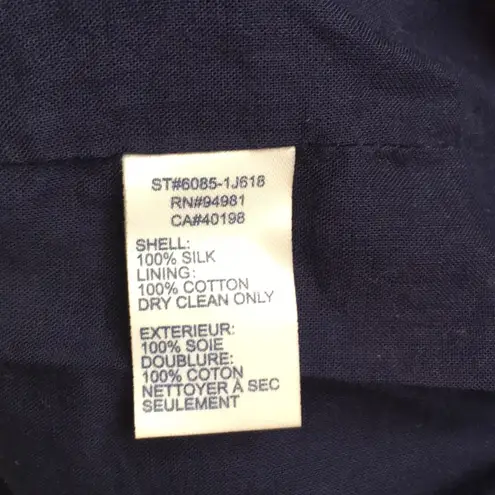 ST#6085-1J618
RN#94981
CA#40198
SHELL:
100% SILK
LINING:
100% COTTON
DRY CLEAN ONLY
EXTERIEUR:
100% SOIE
DOUBLURE:
100% COTON
NETTOYER À SEC
SEULEMENT